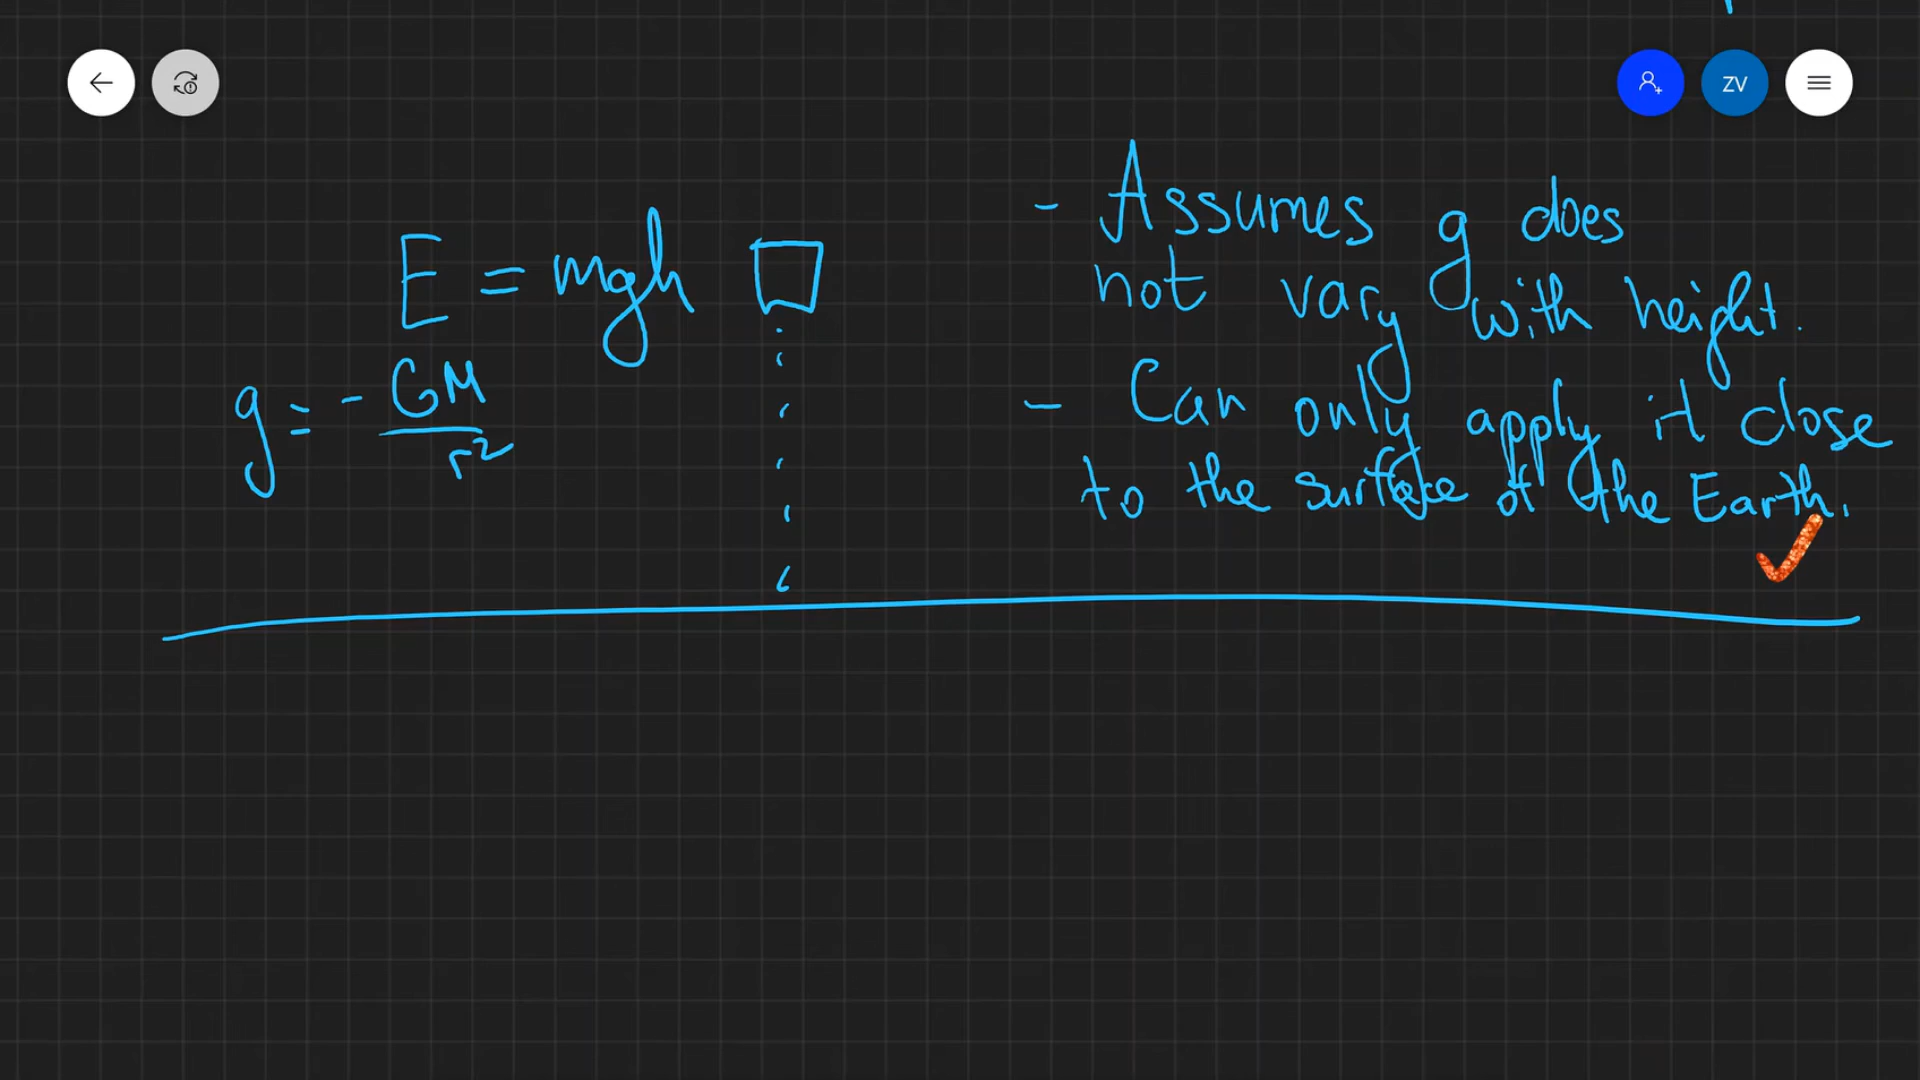 ZV
- Assumes g does
not vary with height.
- Can only apply it close
to the surface of the Earth.
E = mgh
g = - GM
r²